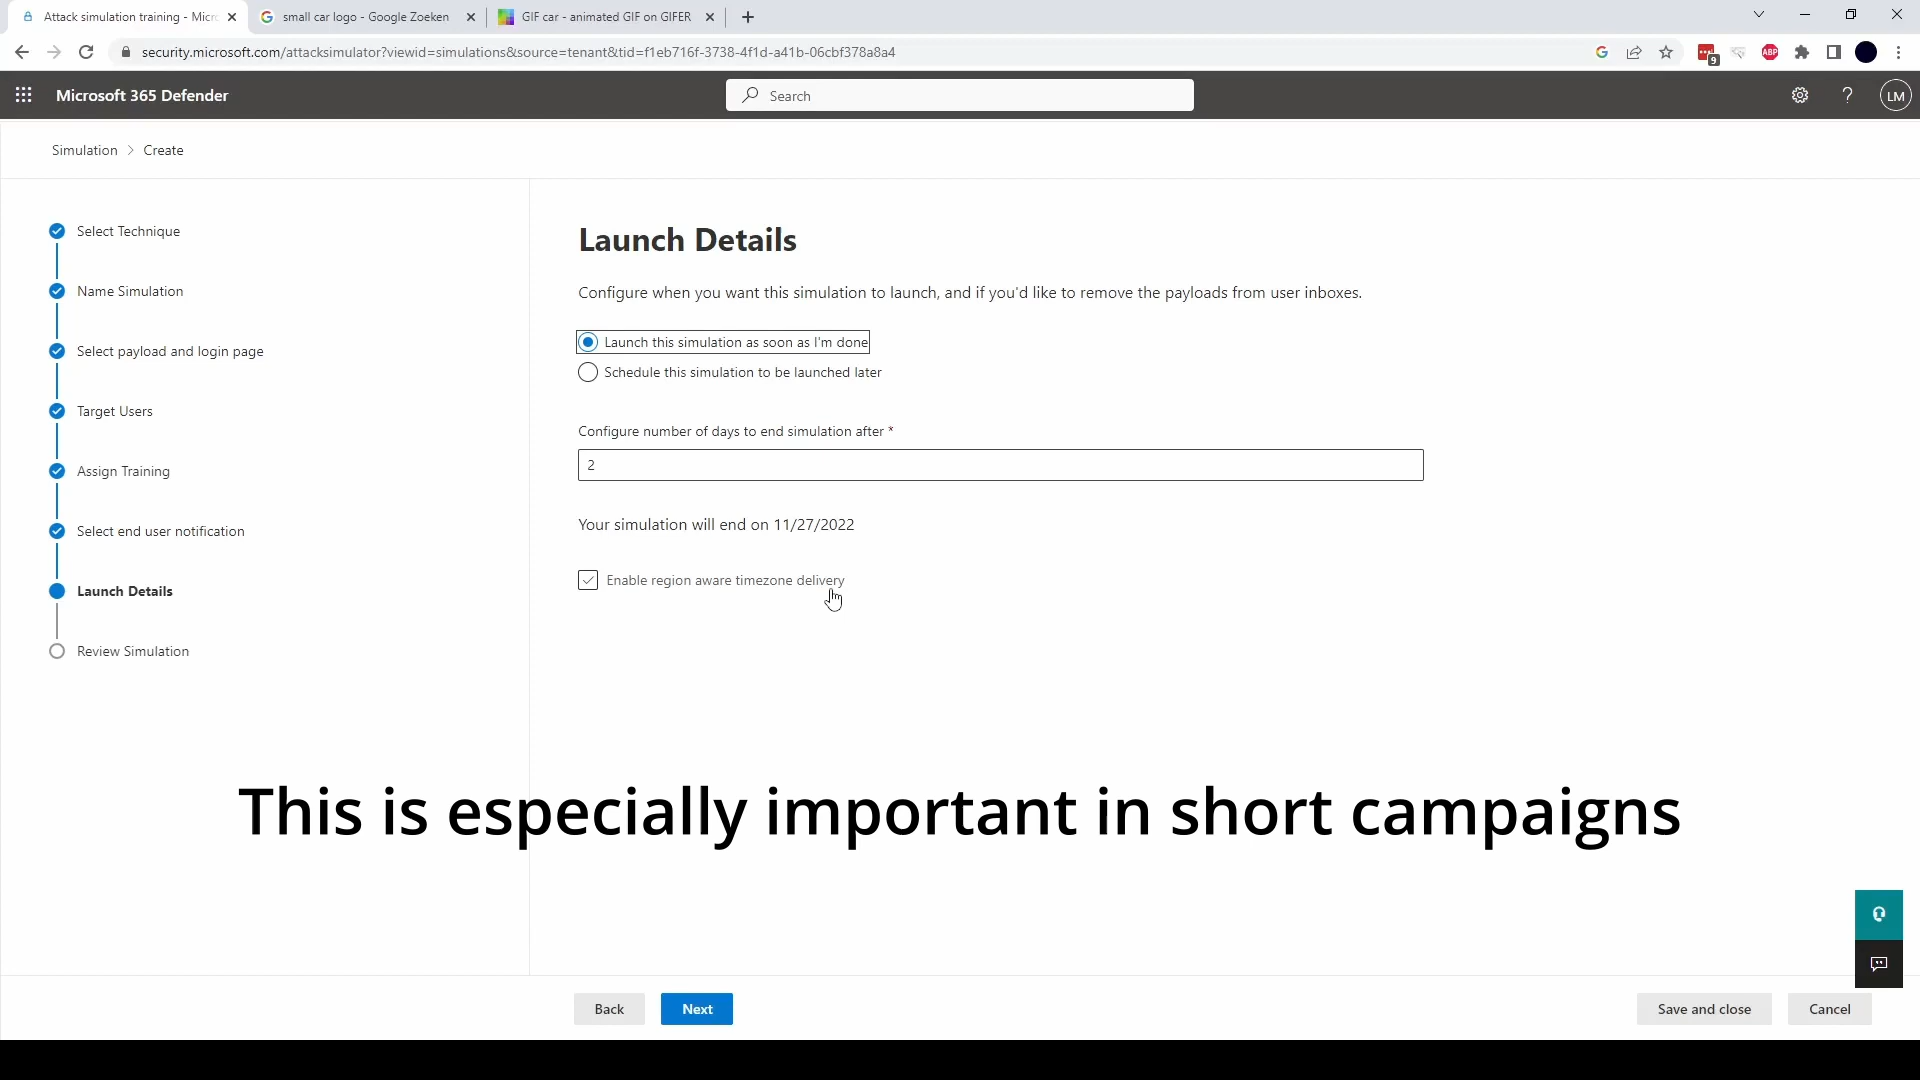 Attack simulation training - Micro
small car logo - Google Zoeken
GIF car - animated GIF on GIFER
security.microsoft.com/attacksimulator?viewid=simulations&source=tenant&tid=f1eb716f-3738-4f1d-a41b-06cbf378a8a4
9
ABP
Microsoft 365 Defender
Search
?
LM
Simulation > Create
Select Technique
Name Simulation
Select payload and login page
Target Users
Assign Training
Select end user notification
Launch Details
Review Simulation
Launch Details
Configure when you want this simulation to launch, and if you'd like to remove the payloads from user inboxes.
Launch this simulation as soon as I'm done
Schedule this simulation to be launched later
Configure number of days to end simulation after *
2
Your simulation will end on 11/27/2022
Enable region aware timezone delivery
This is especially important in short campaigns
Back
Next
Save and close
Cancel